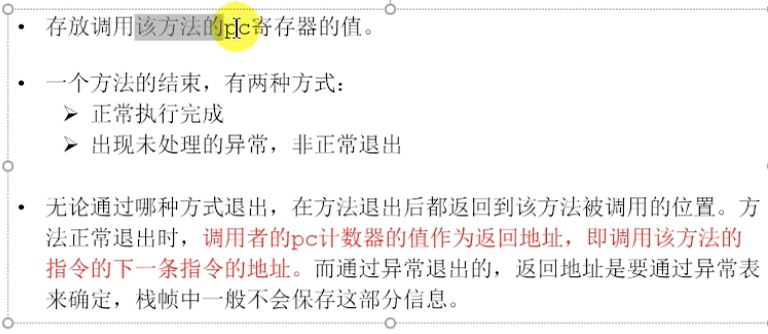 • 存放调用该方法的pc寄存器的值。
• 一个方法的结束，有两种方式：
➢ 正常执行完成
➢ 出现未处理的异常，非正常退出
• 无论通过哪种方式退出，在方法退出后都返回到该方法被调用的位置。方
法正常退出时，调用者的pc计数器的值作为返回地址，即调用该方法的
指令的下一条指令的地址。而通过异常退出的，返回地址是要通过异常表
来确定，栈帧中一般不会保存这部分信息。